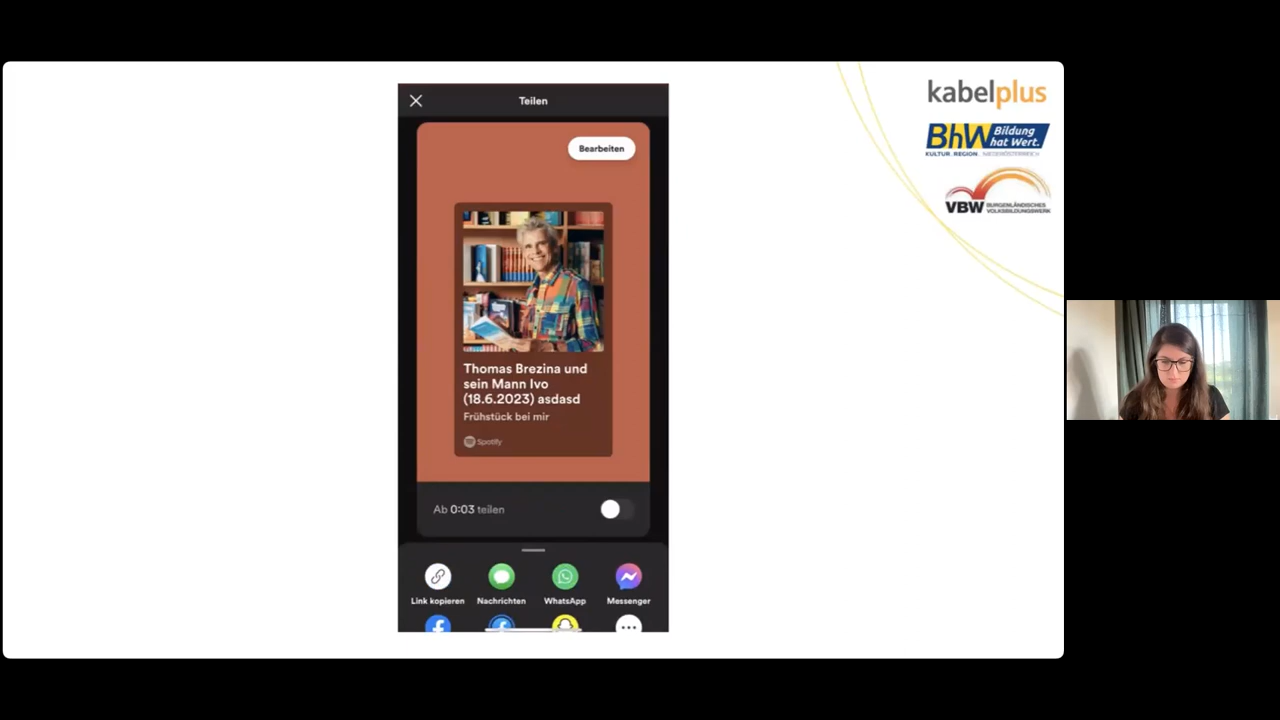 Teilen
Bearbeiten
Thomas Brezina und
sein Mann Ivo
(18.6.2023) asdasd
Frühstück bei mir
Spotify
Ab 0:03 teilen
Link kopieren
Nachrichten
WhatsApp
Messenger
kabelplus
BhW Bildung
hat Wert.
KULTUR.REGION.NIEDERÖSTERREICH
VBW BURGENLÄNDISCHES
VOLKSBILDUNGSWERK